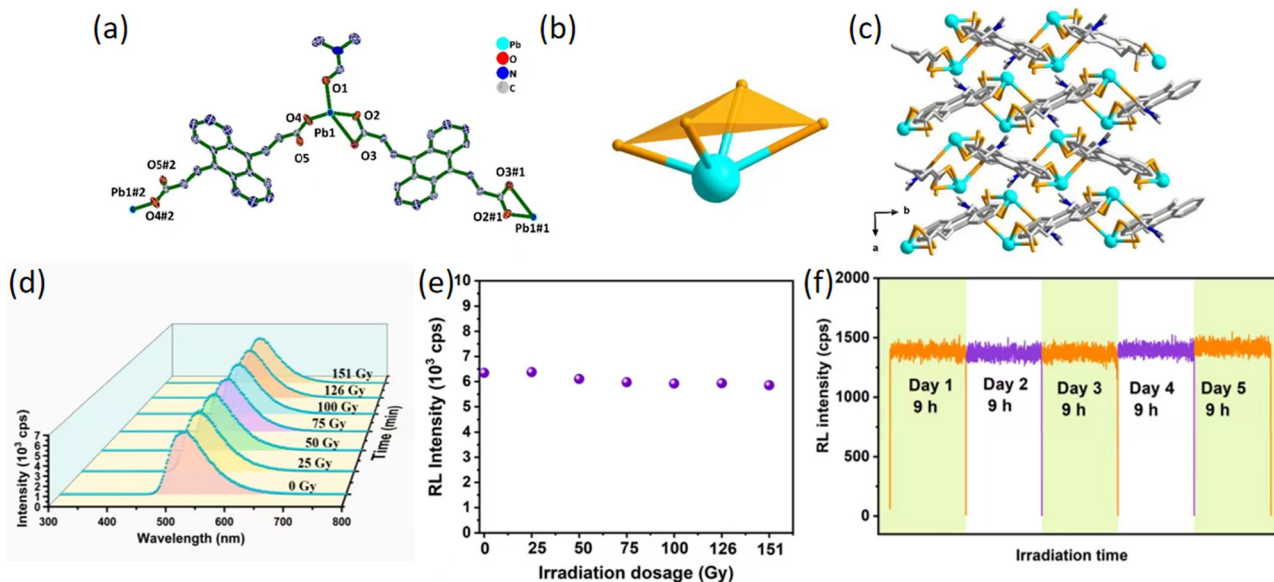 (a)
Pb
O
N
C
O1
O4
O2
Pb1
O5
O3
O5#2
Pb1#2
O4#2
O3#1
O2#1
Pb1#1
(b)
(c)
b
a
(d)
151 Gy
126 Gy
100 Gy
75 Gy
50 Gy
25 Gy
0 Gy
Time (min)
Intensity (10³ cps)
7
6
5
4
3
2
1
0
300 400 500 600 700 800
Wavelength (nm)
(e)
RL Intensity (10³ cps)
10
9
8
7
6
5
4
3
2
1
0
0 25 50 75 100 126 151
Irradiation dosage (Gy)
(f)
RL intensity (cps)
2000
1500
1000
500
0
Day 1 Day 2 Day 3 Day 4 Day 5
9 h 9 h 9 h 9 h 9 h
Irradiation time